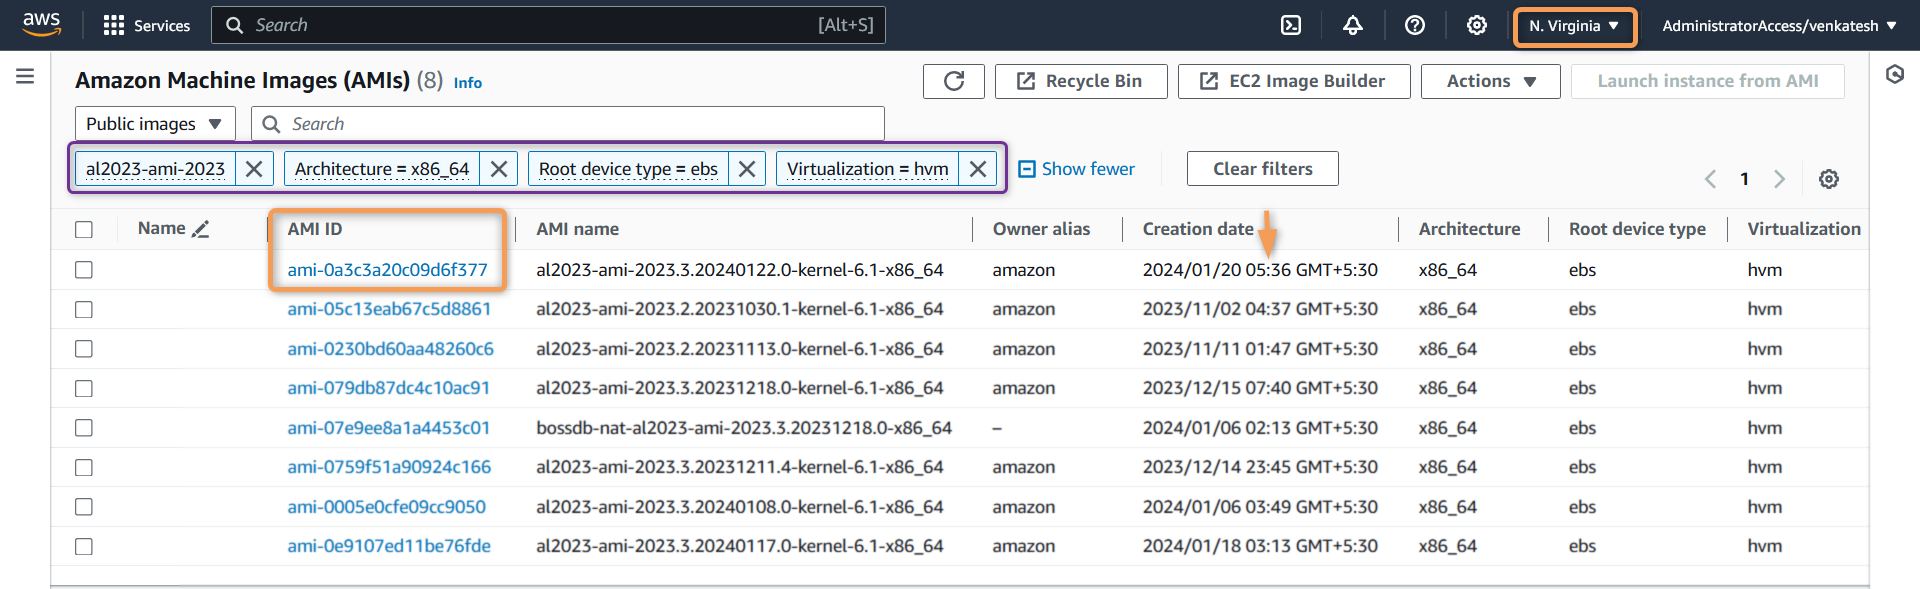 aws Services Search [Alt+S] N. Virginia ▼ AdministratorAccess/venkatesh ▼
Amazon Machine Images (AMIs) (8) Info Recycle Bin EC2 Image Builder Actions ▼ Launch instance from AMI
Public images ▼ Search
al2023-ami-2023 Architecture = x86_64 Root device type = ebs Virtualization = hvm Show fewer Clear filters 1
Name AMI ID AMI name Owner alias Creation date Architecture Root device type Virtualization
ami-0a3c3a20c09d6f377 al2023-ami-2023.3.20240122.0-kernel-6.1-x86_64 amazon 2024/01/20 05:36 GMT+5:30 x86_64 ebs hvm
ami-05c13eab67c5d8861 al2023-ami-2023.2.20231030.1-kernel-6.1-x86_64 amazon 2023/11/02 04:37 GMT+5:30 x86_64 ebs hvm
ami-0230bd60aa48260c6 al2023-ami-2023.2.20231113.0-kernel-6.1-x86_64 amazon 2023/11/11 01:47 GMT+5:30 x86_64 ebs hvm
ami-079db87dc4c10ac91 al2023-ami-2023.3.20231218.0-kernel-6.1-x86_64 amazon 2023/12/15 07:40 GMT+5:30 x86_64 ebs hvm
ami-07e9ee8a1a4453c01 bossdb-nat-al2023-ami-2023.3.20231218.0-x86_64 – 2024/01/06 02:13 GMT+5:30 x86_64 ebs hvm
ami-0759f51a90924c166 al2023-ami-2023.3.20231211.4-kernel-6.1-x86_64 amazon 2023/12/14 23:45 GMT+5:30 x86_64 ebs hvm
ami-0005e0cfe09cc9050 al2023-ami-2023.3.20240108.0-kernel-6.1-x86_64 amazon 2024/01/06 03:49 GMT+5:30 x86_64 ebs hvm
ami-0e9107ed11be76fde al2023-ami-2023.3.20240117.0-kernel-6.1-x86_64 amazon 2024/01/18 03:13 GMT+5:30 x86_64 ebs hvm